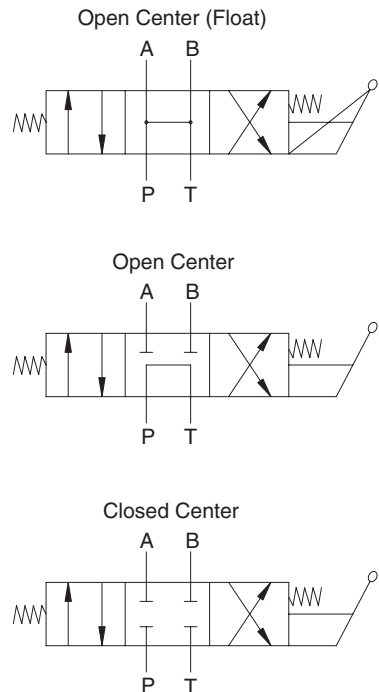 Open Center (Float)
A B
P T
Open Center
A B
P T
Closed Center
A B
P T